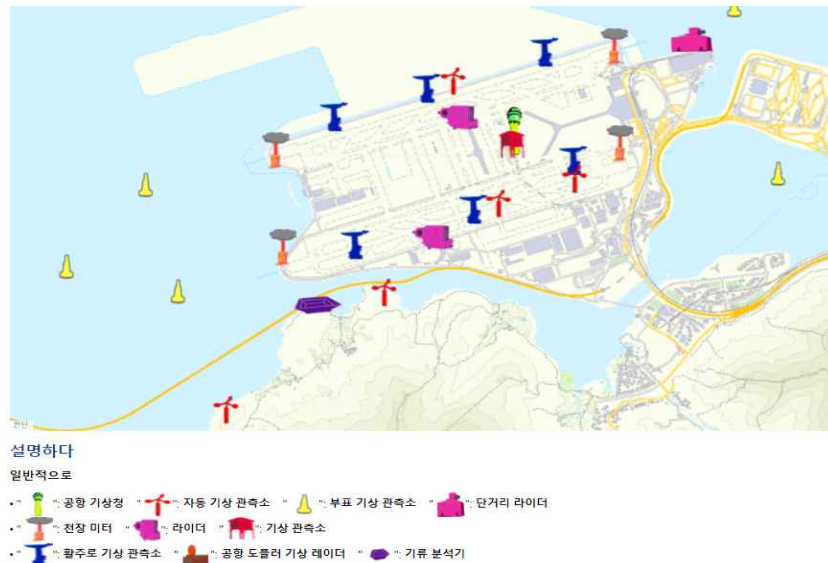 설명하다
일반적으로
• " ": 공항 기상청 " ": 자동 기상 관측소 " ": 부표 기상 관측소 " ": 단거리 라이더
• " ": 전장 미터 " ": 라이더 " ": 기상 관측소
• " ": 활주로 기상 관측소 " ": 공항 도플러 기상 레이더 " ": 기류 분석기